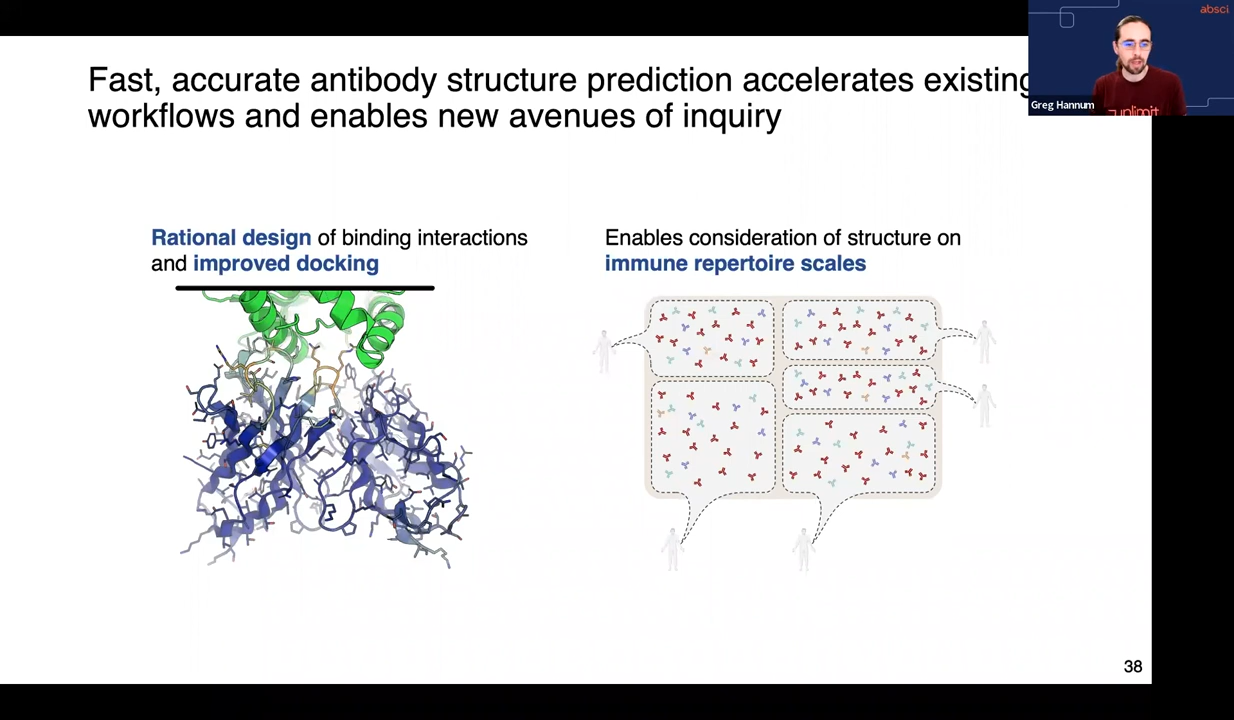 absci
Greg Hannum
Fast, accurate antibody structure prediction accelerates existing
workflows and enables new avenues of inquiry
Rational design of binding interactions
and improved docking
Enables consideration of structure on
immune repertoire scales
38